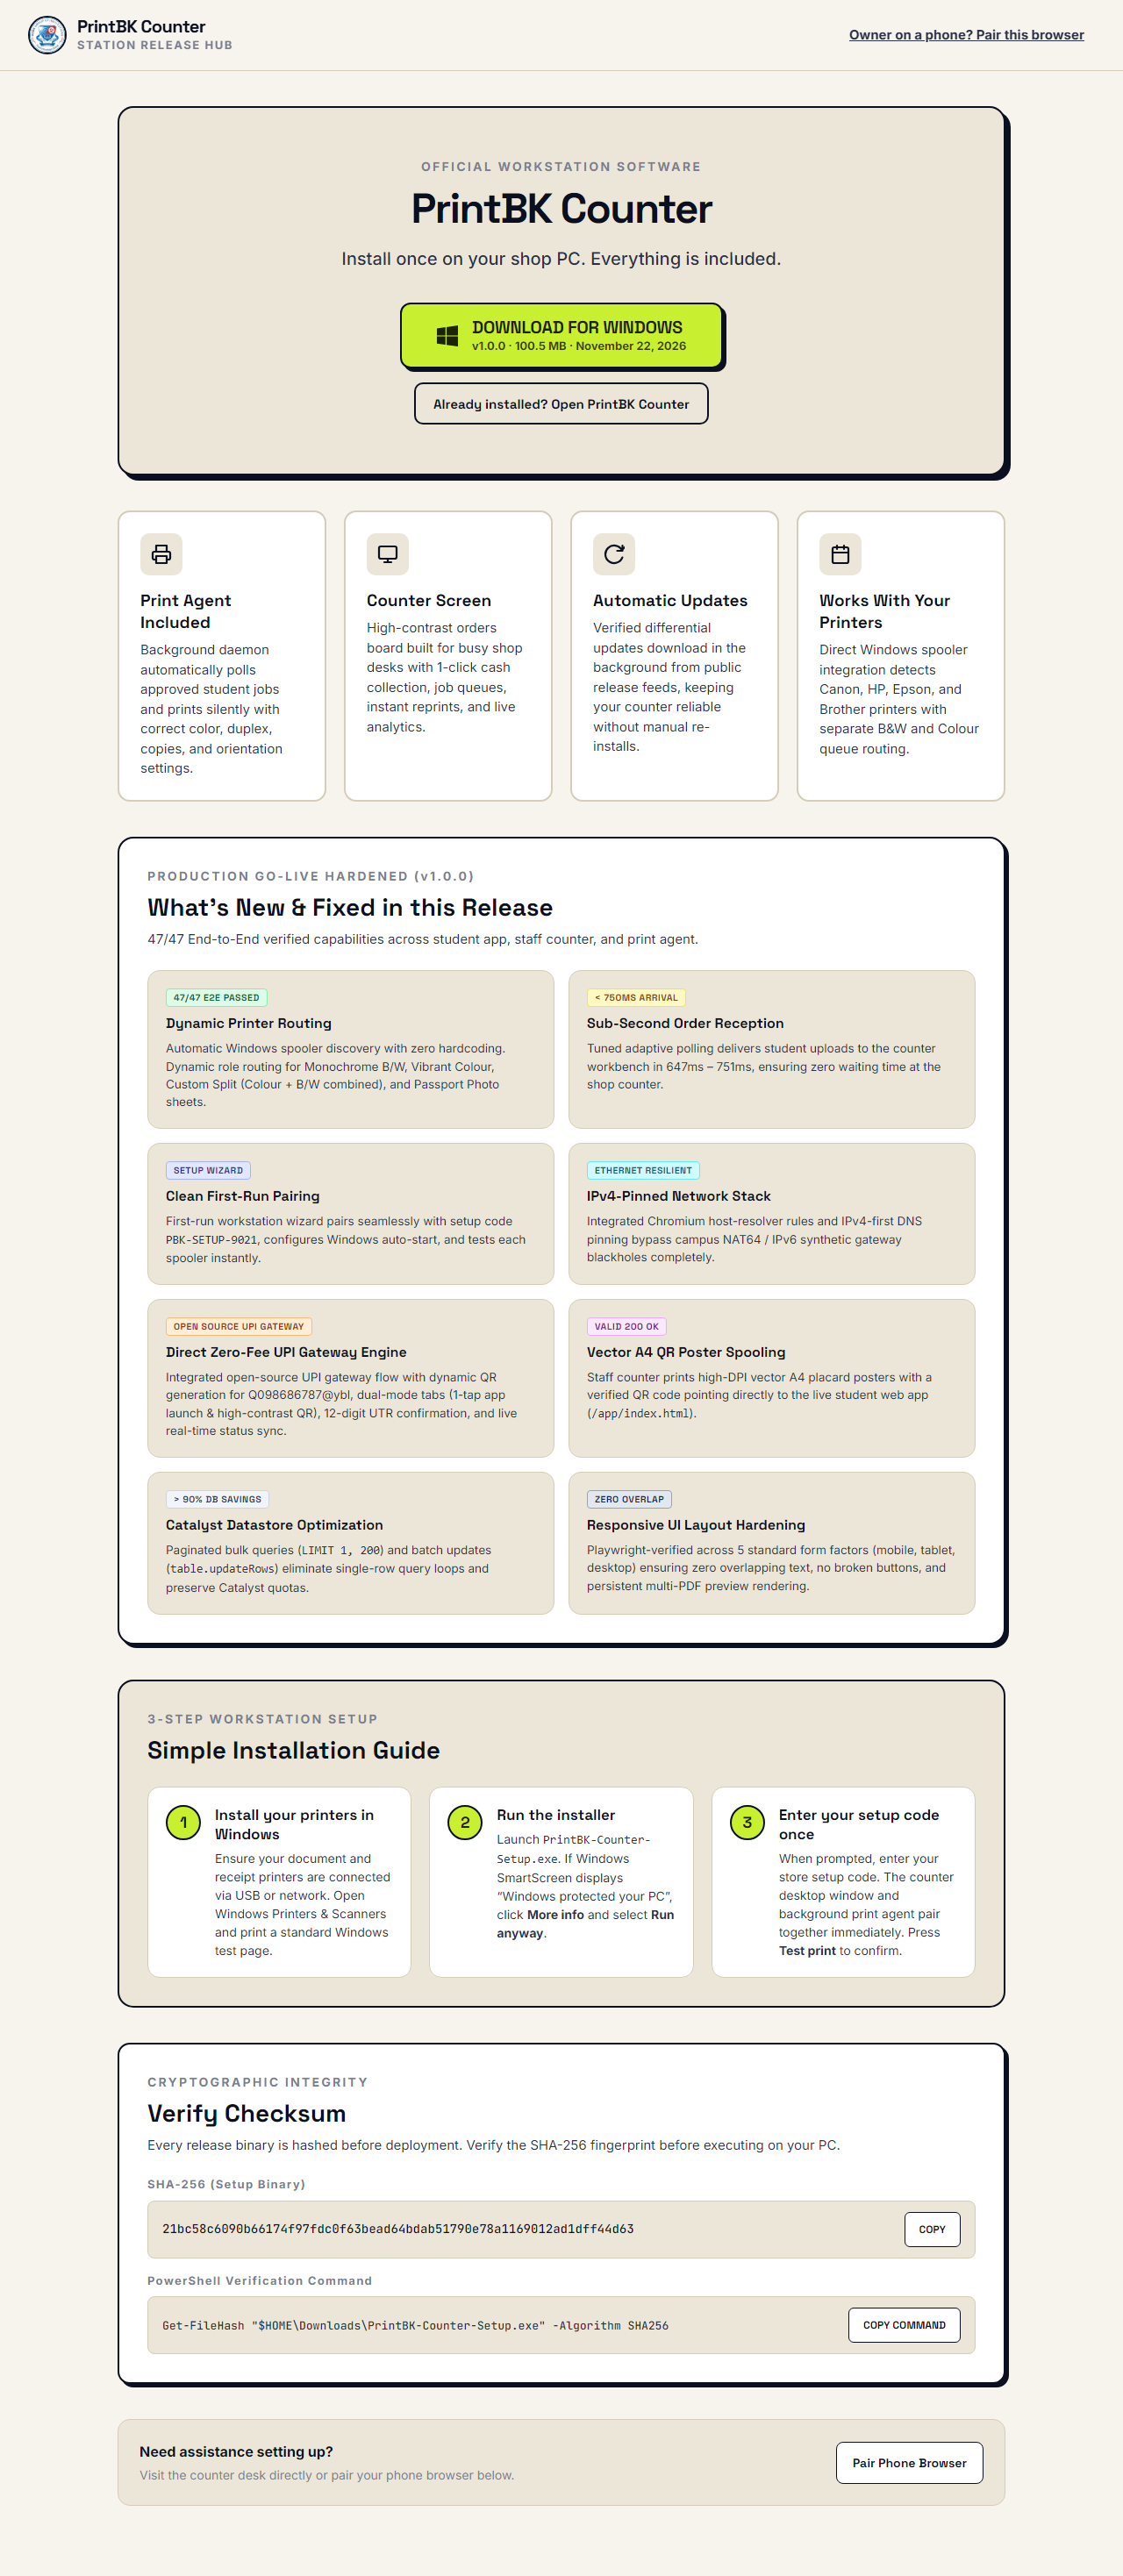 PrintBK Counter
STATION RELEASE HUB
Owner on a phone? Pair this browser
OFFICIAL WORKSTATION SOFTWARE
PrintBK Counter
Install once on your shop PC. Everything is included.
DOWNLOAD FOR WINDOWS
v1.0.0 · 100.5 MB · November 22, 2026
Already installed? Open PrintBK Counter
Print Agent
Included
Background daemon
automatically polls
approved student jobs
and prints silently with
correct color, duplex,
copies, and orientation
settings.
Counter Screen
High-contrast orders
board built for busy shop
desks with 1-click cash
collection, job queues,
instant reprints, and live
analytics.
Automatic Updates
Verified differential
updates download in the
background from public
release feeds, keeping
your counter reliable
without manual re-
installs.
Works With Your
Printers
Direct Windows spooler
integration detects
Canon, HP, Epson, and
Brother printers with
separate B&W and Colour
queue routing.
PRODUCTION GO-LIVE HARDENED (v1.0.0)
What's New & Fixed in this Release
47/47 End-to-End verified capabilities across student app, staff counter, and print agent.
47/47 E2E PASSED
Dynamic Printer Routing
Automatic Windows spooler discovery with zero hardcoding.
Dynamic role routing for Monochrome B/W, Vibrant Colour,
Custom Split (Colour + B/W combined), and Passport Photo
sheets.
< 750MS ARRIVAL
Sub-Second Order Reception
Tuned adaptive polling delivers student uploads to the counter
workbench in 647ms – 751ms, ensuring zero waiting time at the
shop counter.
SETUP WIZARD
Clean First-Run Pairing
First-run workstation wizard pairs seamlessly with setup code
PBK-SETUP-9021, configures Windows auto-start, and tests each
spooler instantly.
ETHERNET RESILIENT
IPv4-Pinned Network Stack
Integrated Chromium host-resolver rules and IPv4-first DNS
pinning bypass campus NAT64 / IPv6 synthetic gateway
blackholes completely.
OPEN SOURCE UPI GATEWAY
Direct Zero-Fee UPI Gateway Engine
Integrated open-source UPI gateway flow with dynamic QR
generation for Q098686787@ybl, dual-mode tabs (1-tap app
launch & high-contrast QR), 12-digit UTR confirmation, and live
real-time status sync.
VALID 200 OK
Vector A4 QR Poster Spooling
Staff counter prints high-DPI vector A4 placard posters with a
verified QR code pointing directly to the live student web app
(/app/index.html).
> 90% DB SAVINGS
Catalyst Datastore Optimization
Paginated bulk queries (LIMIT 1, 200) and batch updates
(table.updateRows) eliminate single-row query loops and
preserve Catalyst quotas.
ZERO OVERLAP
Responsive UI Layout Hardening
Playwright-verified across 5 standard form factors (mobile, tablet,
desktop) ensuring zero overlapping text, no broken buttons, and
persistent multi-PDF preview rendering.
3-STEP WORKSTATION SETUP
Simple Installation Guide
1
Install your printers in
Windows
Ensure your document and
receipt printers are connected
via USB or network. Open
Windows Printers & Scanners
and print a standard Windows
test page.
2
Run the installer
Launch PrintBK-Counter-
Setup.exe. If Windows
SmartScreen displays
"Windows protected your PC",
click More info and select Run
anyway.
3
Enter your setup code
once
When prompted, enter your
store setup code. The counter
desktop window and
background print agent pair
together immediately. Press
Test print to confirm.
CRYPTOGRAPHIC INTEGRITY
Verify Checksum
Every release binary is hashed before deployment. Verify the SHA-256 fingerprint before executing on your PC.
SHA-256 (Setup Binary)
21bc58c6090b66174f97fdc0f63bead64bdab51790e78a1169012ad1dff44d63
COPY
PowerShell Verification Command
Get-FileHash "$HOME\Downloads\PrintBK-Counter-Setup.exe" -Algorithm SHA256
COPY COMMAND
Need assistance setting up?
Visit the counter desk directly or pair your phone browser below.
Pair Phone Browser